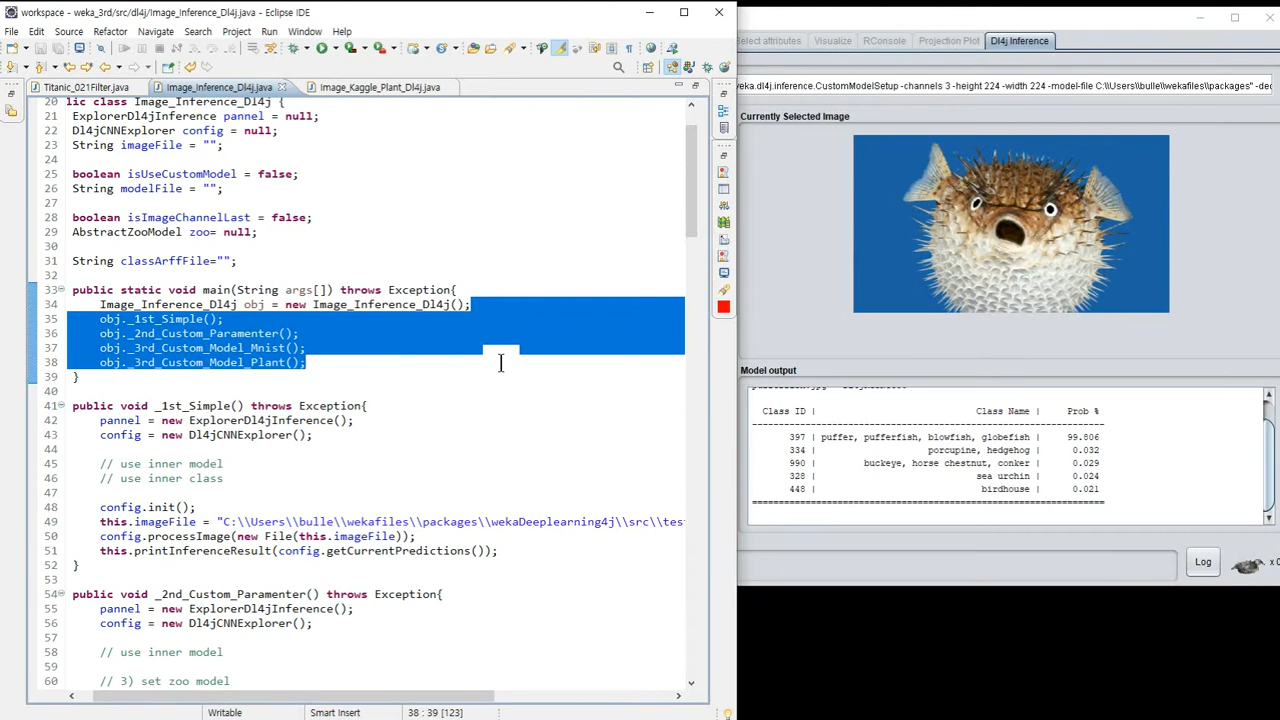 workspace - weka_3rd/src/dl4j/Image_Inference_Dl4j.java - Eclipse IDE
File Edit Source Refactor Navigate Search Project Run Window Help
Titanic_021Filter.java Image_Inference_Dl4j.java Image_Kaggle_Plant_Dl4j.java
20 lic class Image_Inference_Dl4j {
21 ExplorerDl4jInference pannel = null;
22 Dl4jCNNExplorer config = null;
23 String imageFile = "";
24
25 boolean isUseCustomModel = false;
26 String modelFile = "";
27
28 boolean isImageChannelLast = false;
29 AbstractZooModel zoo= null;
30
31 String classArffFile="";
32
33 public static void main(String args[]) throws Exception{
34 Image_Inference_Dl4j obj = new Image_Inference_Dl4j();
35 obj._1st_Simple();
36 obj._2nd_Custom_Paramenter();
37 obj._3rd_Custom_Model_Mnist();
38 obj._3rd_Custom_Model_Plant();
39 }
40
41 public void _1st_Simple() throws Exception{
42 pannel = new ExplorerDl4jInference();
43 config = new Dl4jCNNExplorer();
44
45 // use inner model
46 // use inner class
47
48 config.init();
49 this.imageFile = "C:\\Users\\bulle\\wekafiles\\packages\\wekaDeeplearning4j\\src\\test
50 config.processImage(new File(this.imageFile));
51 this.printInferenceResult(config.getCurrentPredictions());
52 }
53
54 public void _2nd_Custom_Paramenter() throws Exception{
55 pannel = new ExplorerDl4jInference();
56 config = new Dl4jCNNExplorer();
57
58 // use inner model
59
60 // 3) set zoo model
Writable Smart Insert 38 : 39 [123]
attributes Visualize RConsole Projection Plot Dl4j Inference
weka.dl4j.inference.CustomModelSetup -channels 3 -height 224 -width 224 -model-file C:\\Users\\bulle\\wekafiles\\packages" -dec
Currently Selected Image
Model output
Class ID | Class Name | Prob %
397 | puffer, pufferfish, blowfish, globefish | 99.806
334 | porcupine, hedgehog | 0.032
990 | buckeye, horse chestnut, conker | 0.029
328 | sea urchin | 0.024
448 | birdhouse | 0.021
Log
x 0